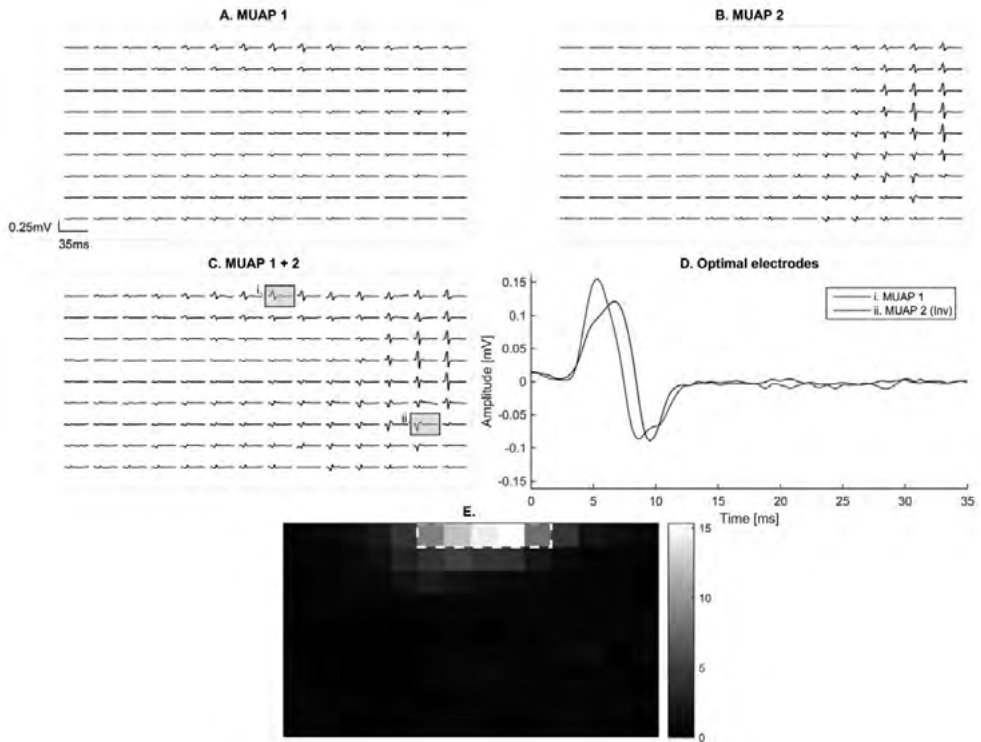 A. MUAP 1
B. MUAP 2
0.25mV
35ms
C. MUAP 1 + 2
i.
ii
D. Optimal electrodes
i. MUAP 1
ii. MUAP 2 (Inv)
Amplitude [mV]
0.15
0.10
0.05
0
-0.05
-0.1
-0.15
0 5 10 15 20 25 30 35
Time [ms]
E.
15
10
5
0